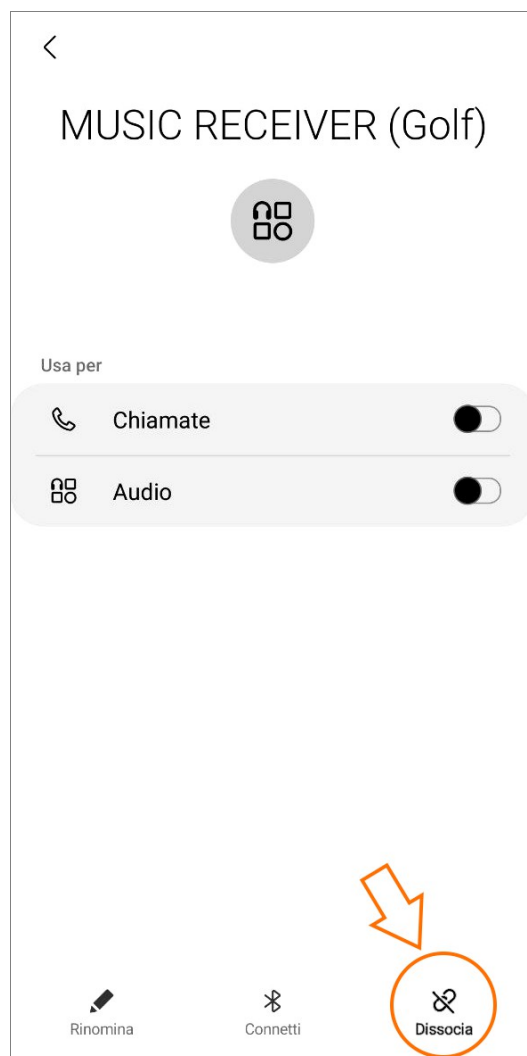 MUSIC RECEIVER (Golf)
Usa per
Chiamate
Audio
Rinomina
Connetti
Dissocia